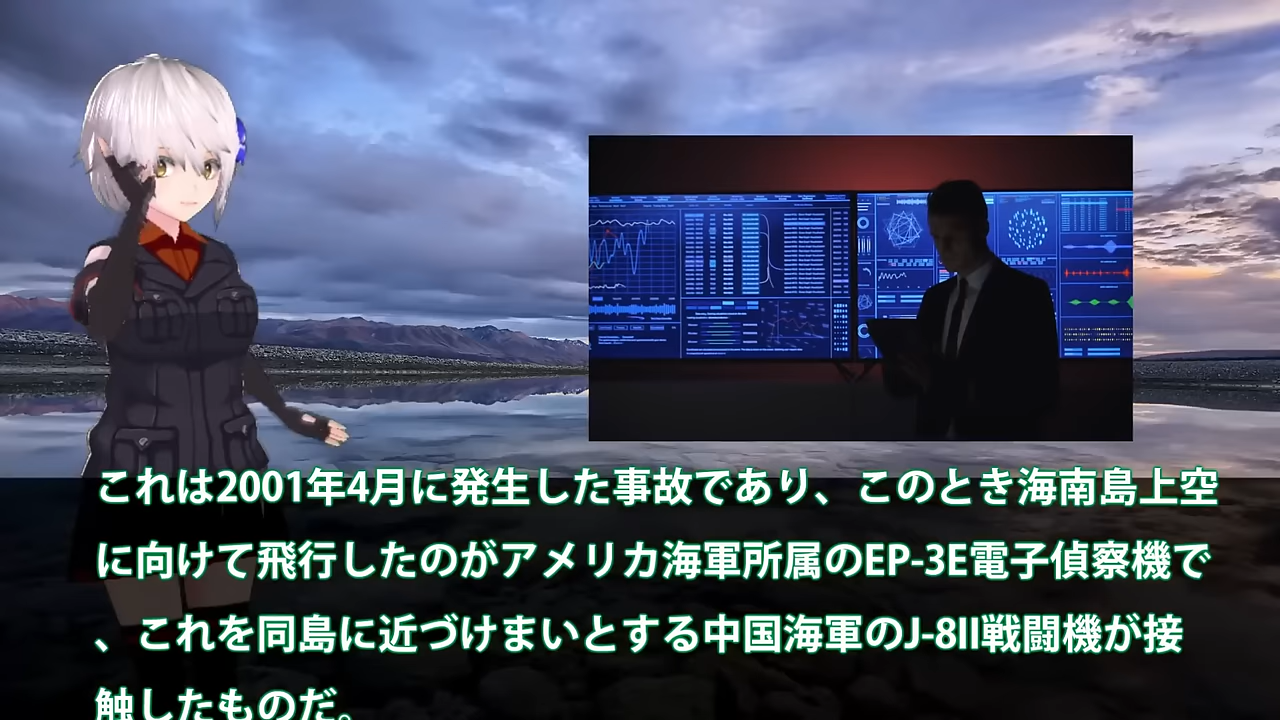 これは2001年4月に発生した事故であり、このとき海南島上空
に向けて飛行したのがアメリカ海軍所属のEP-3E電子偵察機で
、これを同島に近づけまいとする中国海軍のJ-8II戦闘機が接
触したものだ。